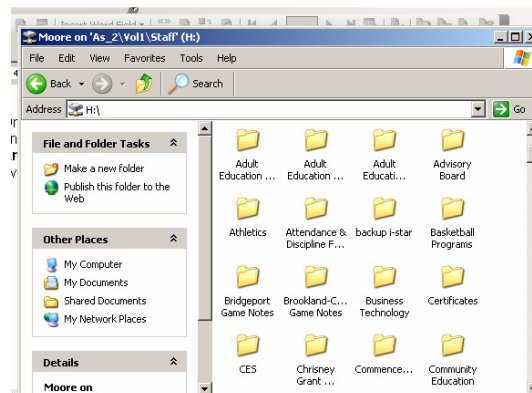 Insert Word Field
Moore on 'As_2\Vol1\Staff' (H:)
File Edit View Favorites Tools Help
Back Search
Address H:\ Go
File and Folder Tasks
Make a new folder
Publish this folder to the
Web
Other Places
My Computer
My Documents
Shared Documents
My Network Places
Details
Moore on
Adult
Education ...
Adult
Education ...
Adult
Educati...
Advisory
Board
Athletics
Attendance &
Discipline F...
backup i-star
Basketball
Programs
Bridgeport
Game Notes
Brookland-C...
Game Notes
Business
Technology
Certificates
CES
Chrisney
Grant ...
Commence...
Community
Education